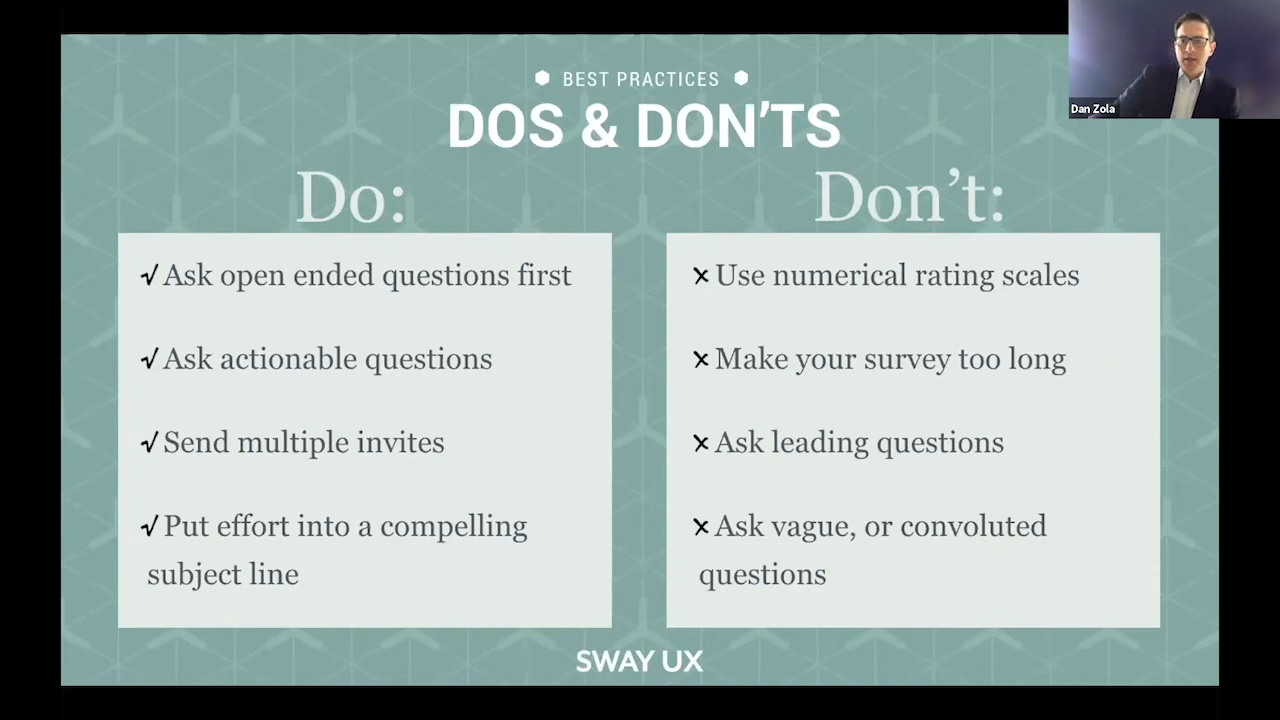 BEST PRACTICES
DOS & DON'TS
Dan Zola
Do:
√ Ask open ended questions first
√ Ask actionable questions
√ Send multiple invites
√ Put effort into a compelling
subject line
Don't:
× Use numerical rating scales
× Make your survey too long
× Ask leading questions
× Ask vague, or convoluted
questions
SWAY UX